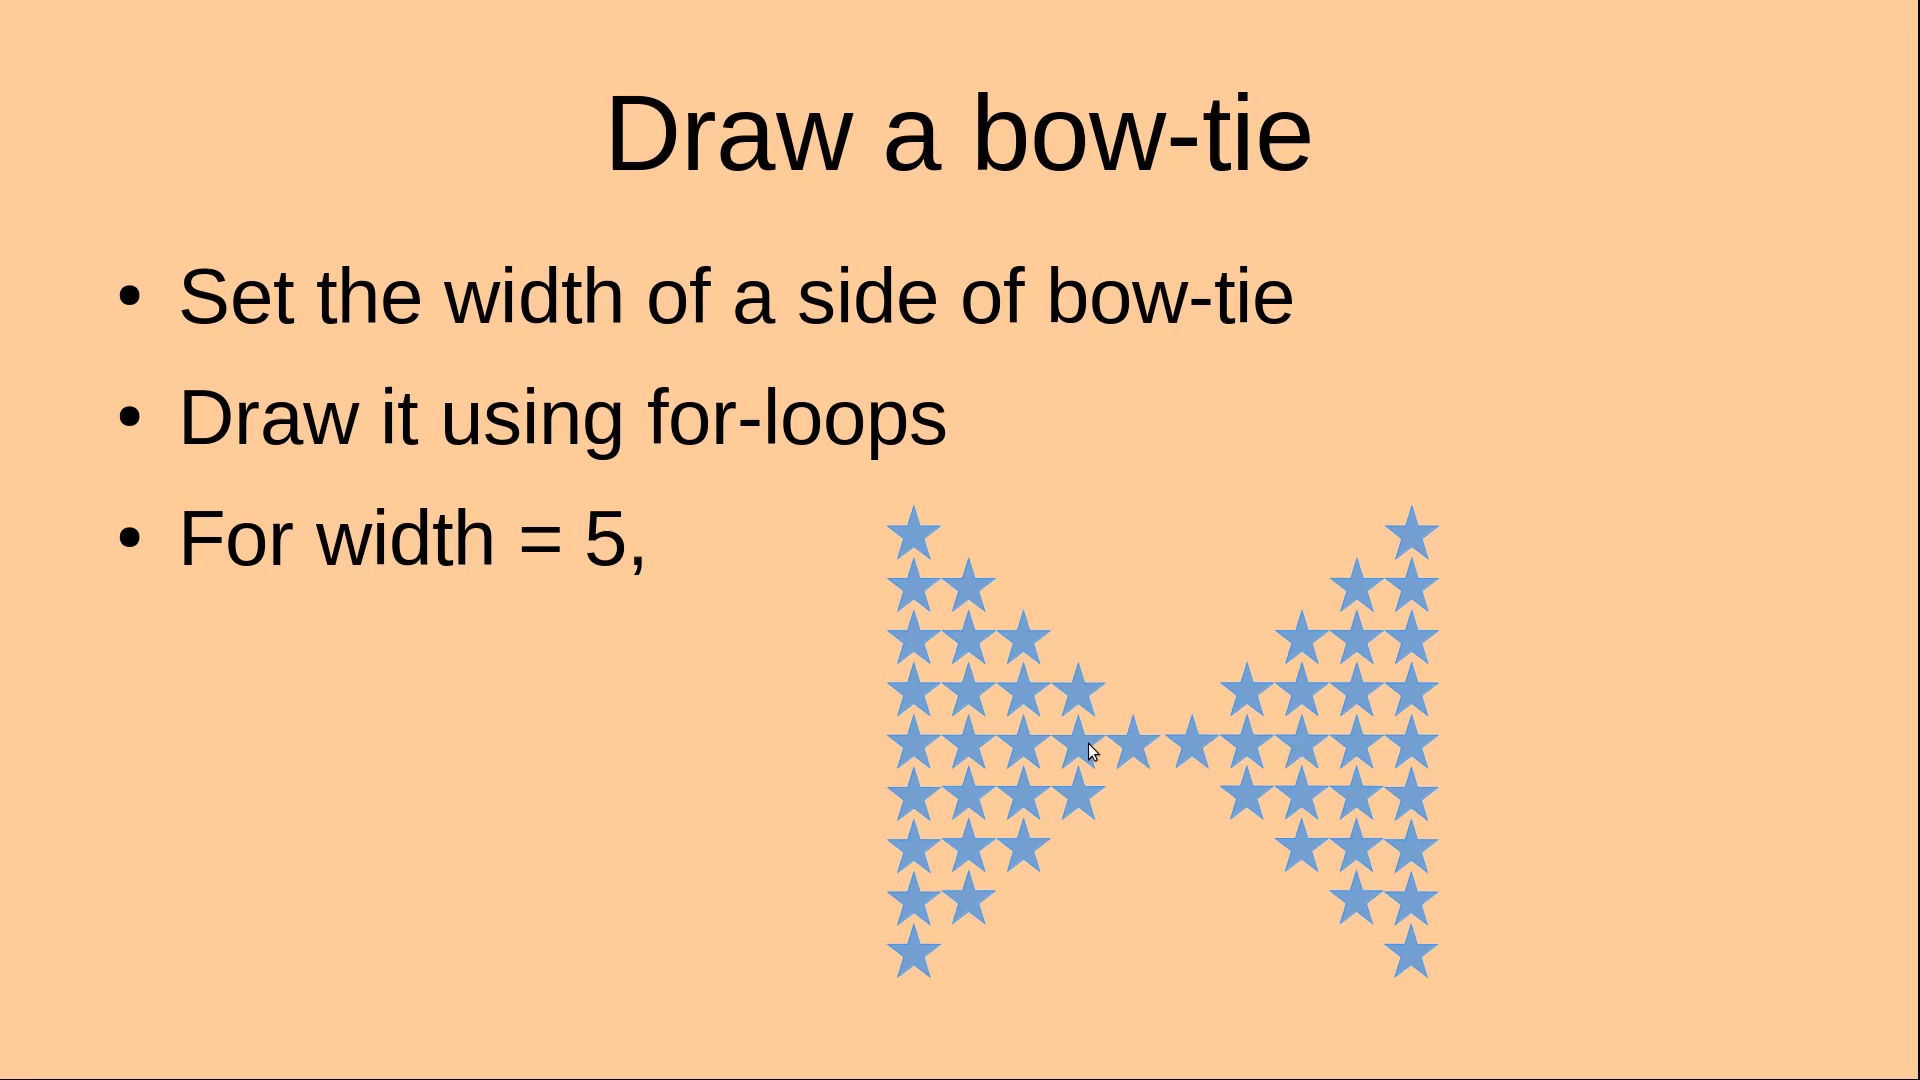 Draw a bow-tie
• Set the width of a side of bow-tie
• Draw it using for-loops
• For width = 5,